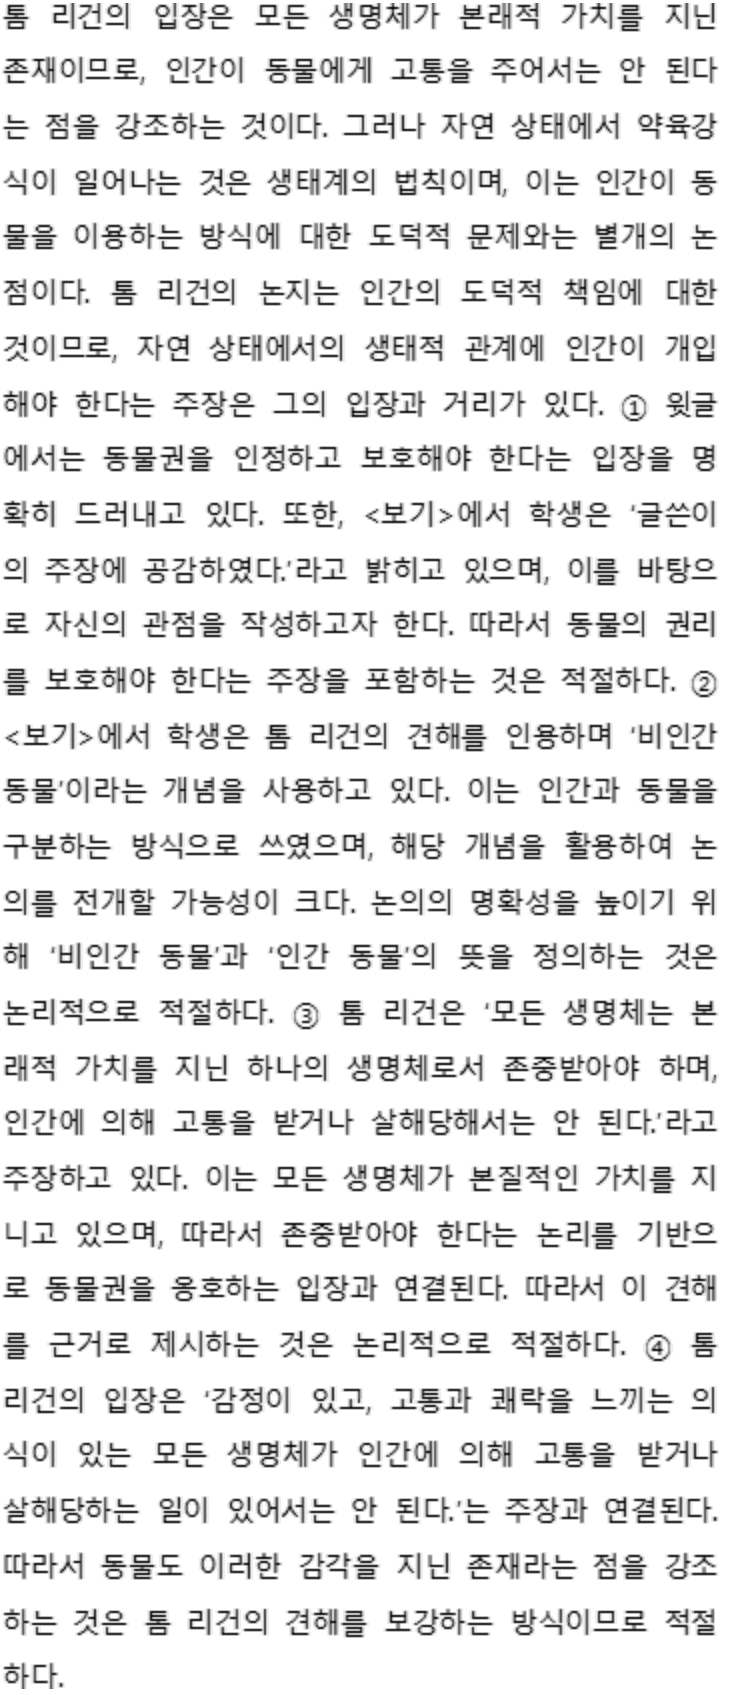 톰 리건의 입장은 모든 생명체가 본래적 가치를 지닌
존재이므로, 인간이 동물에게 고통을 주어서는 안 된다
는 점을 강조하는 것이다. 그러나 자연 상태에서 약육강
식이 일어나는 것은 생태계의 법칙이며, 이는 인간이 동
물을 이용하는 방식에 대한 도덕적 문제와는 별개의 논
점이다. 톰 리건의 논지는 인간의 도덕적 책임에 대한
것이므로, 자연 상태에서의 생태적 관계에 인간이 개입
해야 한다는 주장은 그의 입장과 거리가 있다. ① 윗글
에서는 동물권을 인정하고 보호해야 한다는 입장을 명
확히 드러내고 있다. 또한, <보기>에서 학생은 ‘글쓴이
의 주장에 공감하였다.’라고 밝히고 있으며, 이를 바탕으
로 자신의 관점을 작성하고자 한다. 따라서 동물의 권리
를 보호해야 한다는 주장을 포함하는 것은 적절하다. ②
<보기>에서 학생은 톰 리건의 견해를 인용하며 ‘비인간
동물’이라는 개념을 사용하고 있다. 이는 인간과 동물을
구분하는 방식으로 쓰였으며, 해당 개념을 활용하여 논
의를 전개할 가능성이 크다. 논의의 명확성을 높이기 위
해 ‘비인간 동물’과 ‘인간 동물’의 뜻을 정의하는 것은
논리적으로 적절하다. ③ 톰 리건은 ‘모든 생명체는 본
래적 가치를 지닌 하나의 생명체로서 존중받아야 하며,
인간에 의해 고통을 받거나 살해당해서는 안 된다.’라고
주장하고 있다. 이는 모든 생명체가 본질적인 가치를 지
니고 있으며, 따라서 존중받아야 한다는 논리를 기반으
로 동물권을 옹호하는 입장과 연결된다. 따라서 이 견해
를 근거로 제시하는 것은 논리적으로 적절하다. ④ 톰
리건의 입장은 ‘감정이 있고, 고통과 쾌락을 느끼는 의
식이 있는 모든 생명체가 인간에 의해 고통을 받거나
살해당하는 일이 있어서는 안 된다.’는 주장과 연결된다.
따라서 동물도 이러한 감각을 지닌 존재라는 점을 강조
하는 것은 톰 리건의 견해를 보강하는 방식이므로 적절
하다.